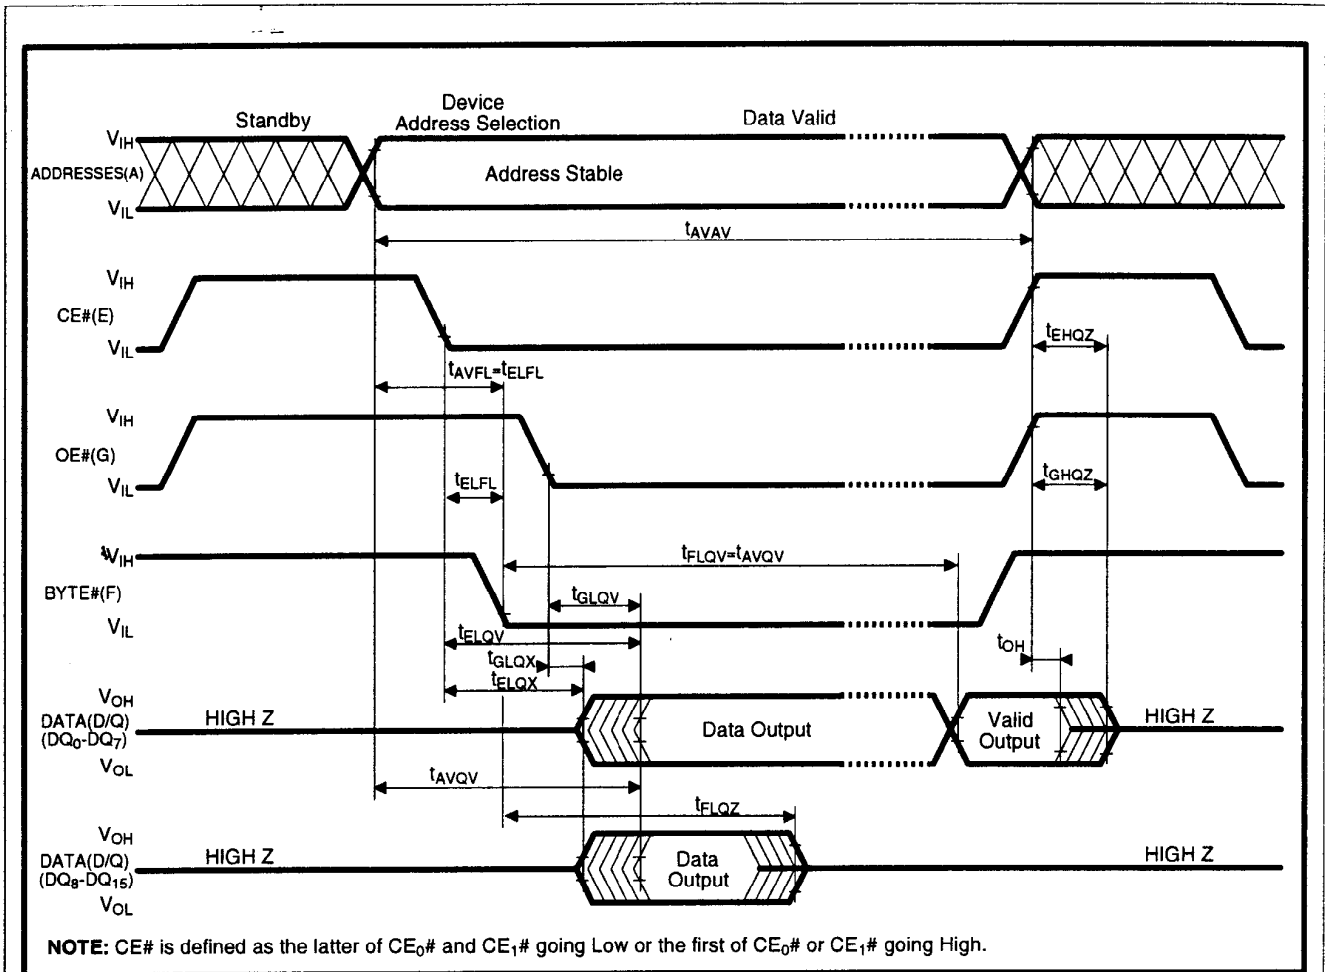 Standby
Device
Address Selection
Data Valid
VIH
ADDRESSES(A)
Address Stable
VIL
tAVAV
VIH
CE#(E)
VIL
tEHQZ
tAVFL=tELFL
VIH
OE#(G)
VIL
tELFL
tGHQZ
VIH
BYTE#(F)
VIL
tFLQV=tAVQV
tGLQV
tELQV
tGLQX
tELQX
tOH
VOH
DATA(D/Q)
(DQ0-DQ7)
VOL
HIGH Z
Data Output
Valid
Output
HIGH Z
tAVQV
tFLQZ
VOH
DATA(D/Q)
(DQ8-DQ15)
VOL
HIGH Z
Data
Output
HIGH Z
NOTE: CE# is defined as the latter of CE0# and CE1# going Low or the first of CE0# or CE1# going High.